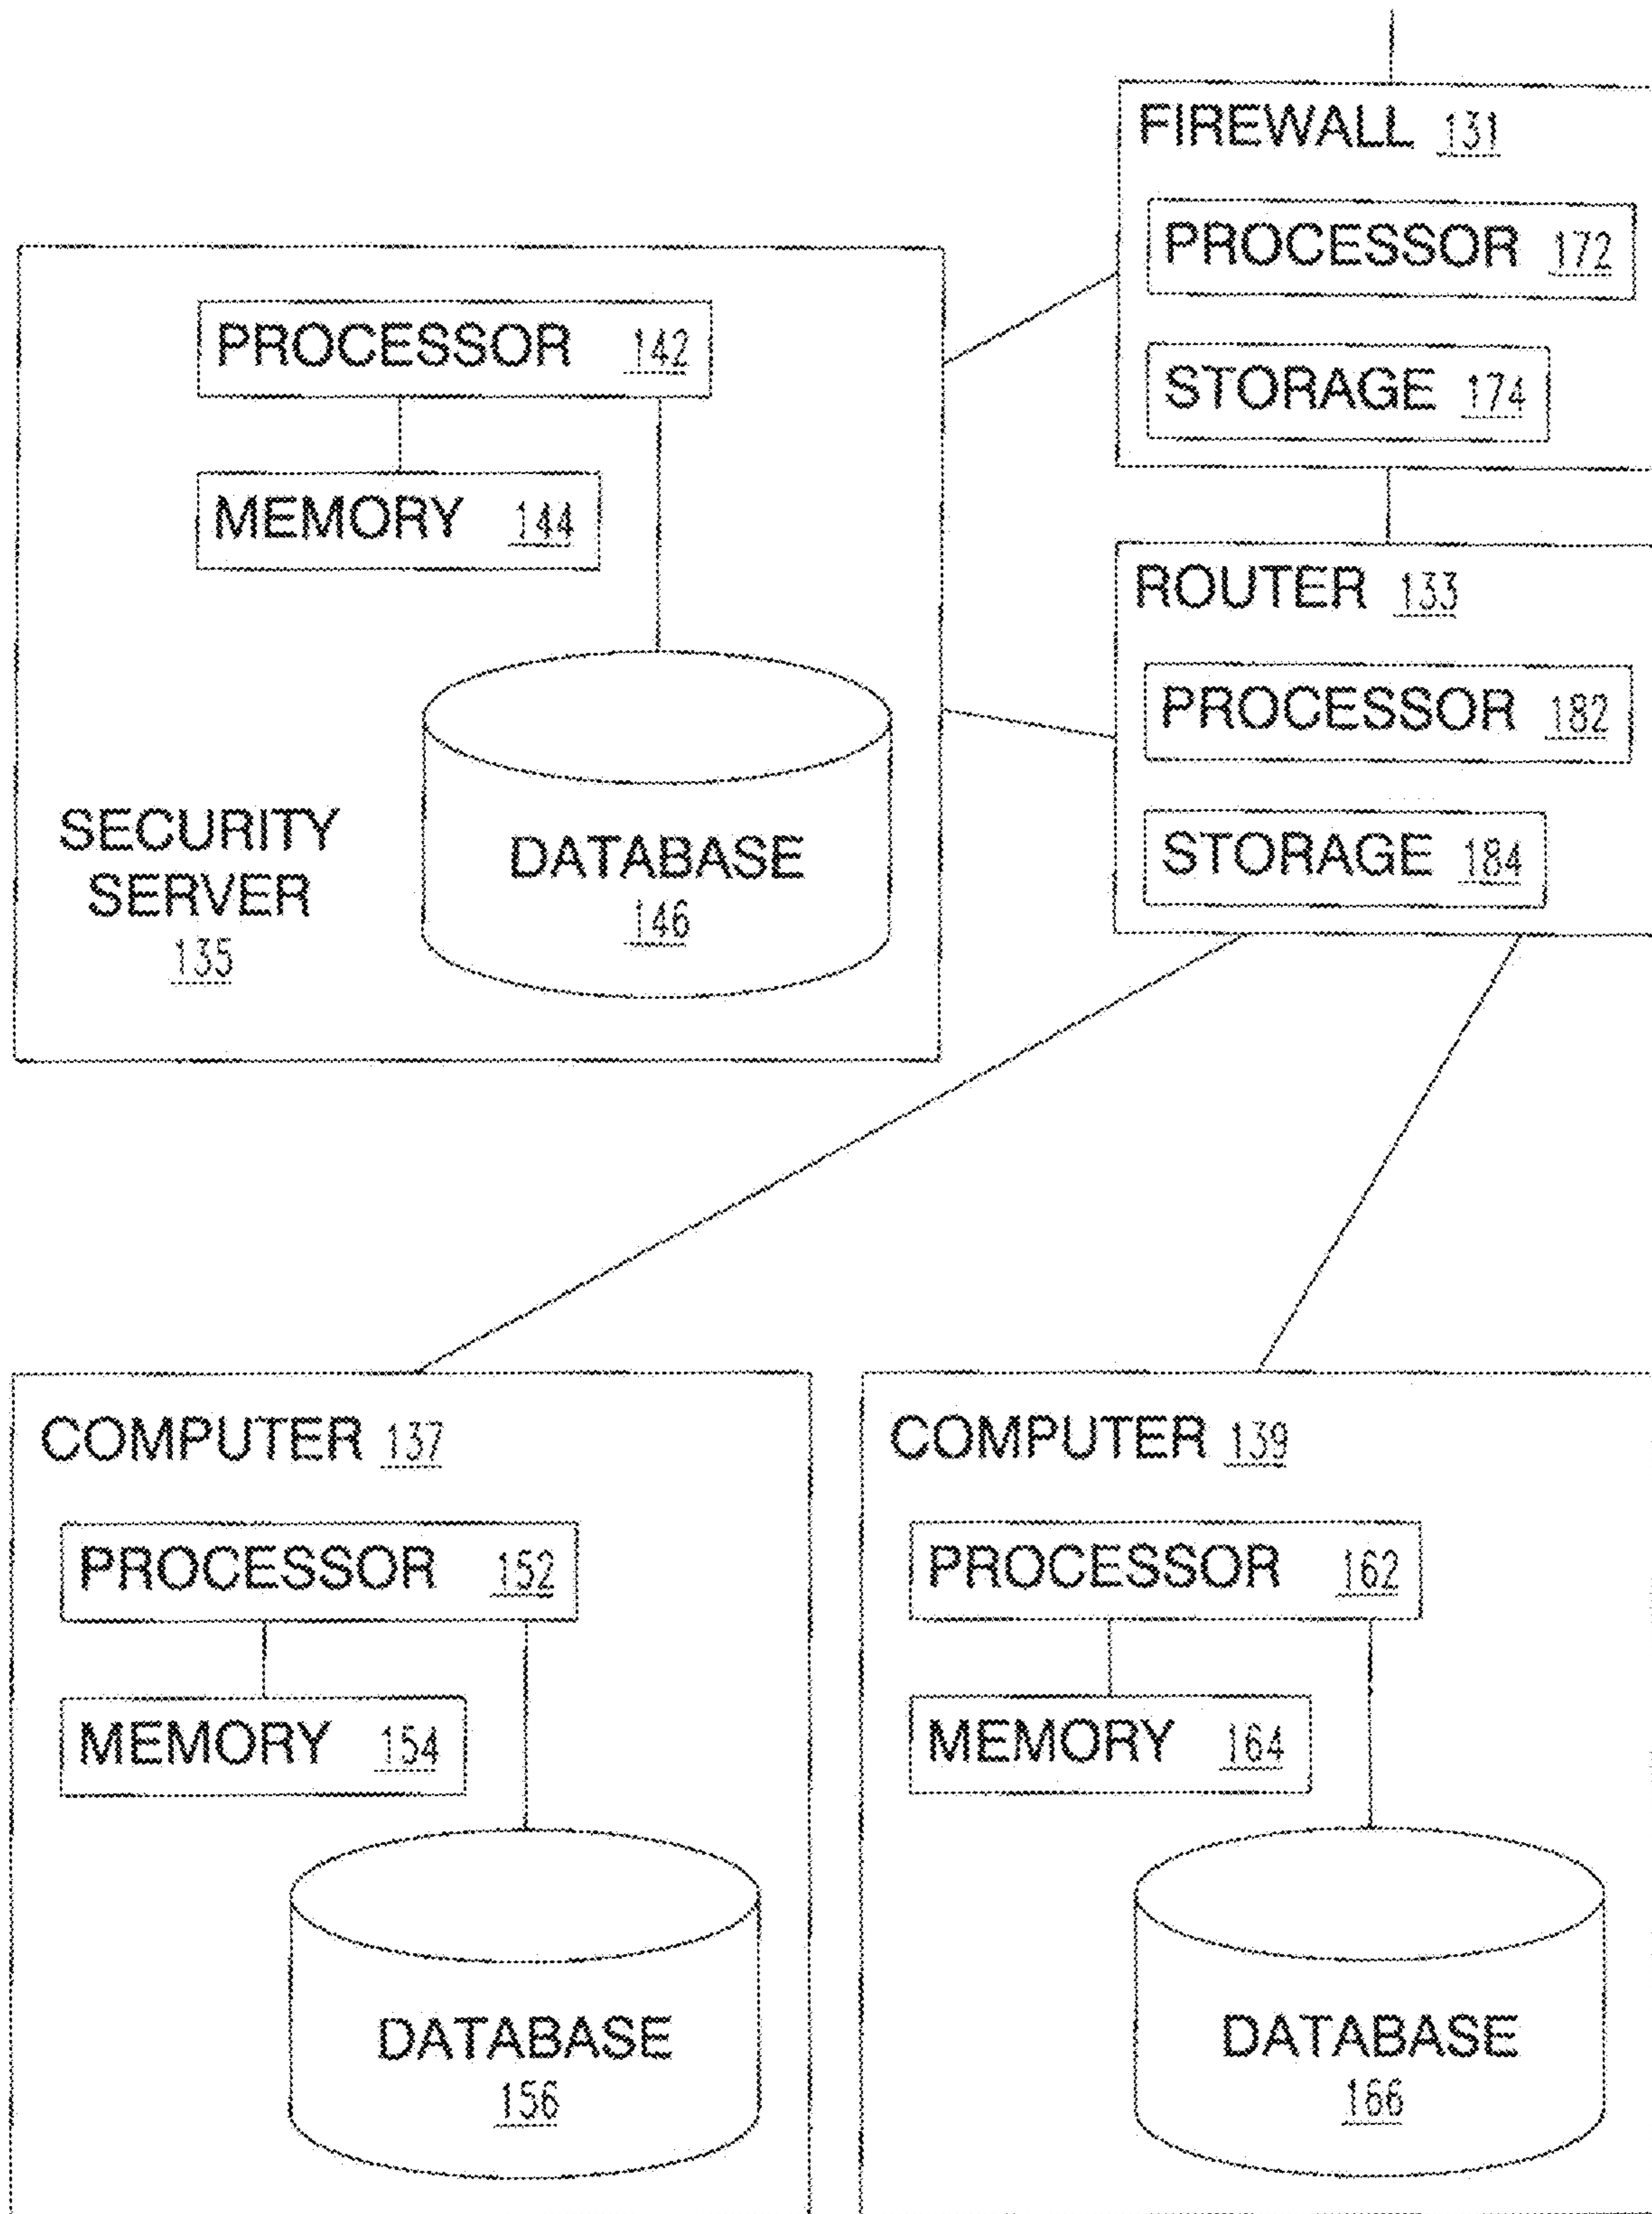 FIREWALL 131
PROCESSOR 172
STORAGE 174
PROCESSOR 142
MEMORY 144
DATABASE
146
SECURITY
SERVER
135
ROUTER 133
PROCESSOR 182
STORAGE 184
COMPUTER 137
PROCESSOR 152
MEMORY 154
DATABASE
156
COMPUTER 139
PROCESSOR 162
MEMORY 164
DATABASE
166